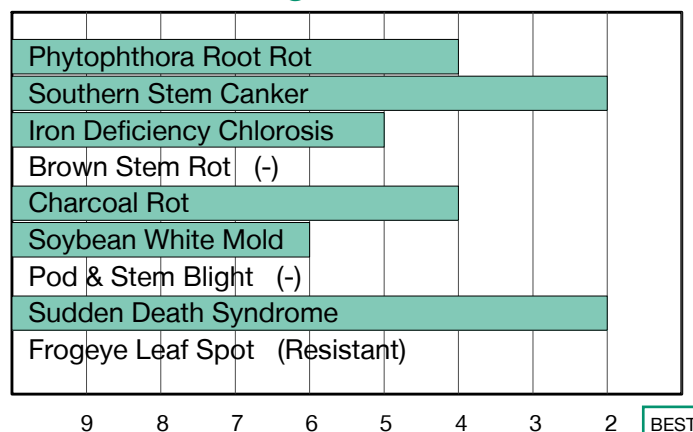 Phytophthora Root Rot
Southern Stem Canker
Iron Deficiency Chlorosis
Brown Stem Rot (-)
Charcoal Rot
Soybean White Mold
Pod & Stem Blight (-)
Sudden Death Syndrome
Frogeye Leaf Spot (Resistant)
9 8 7 6 5 4 3 2 BEST